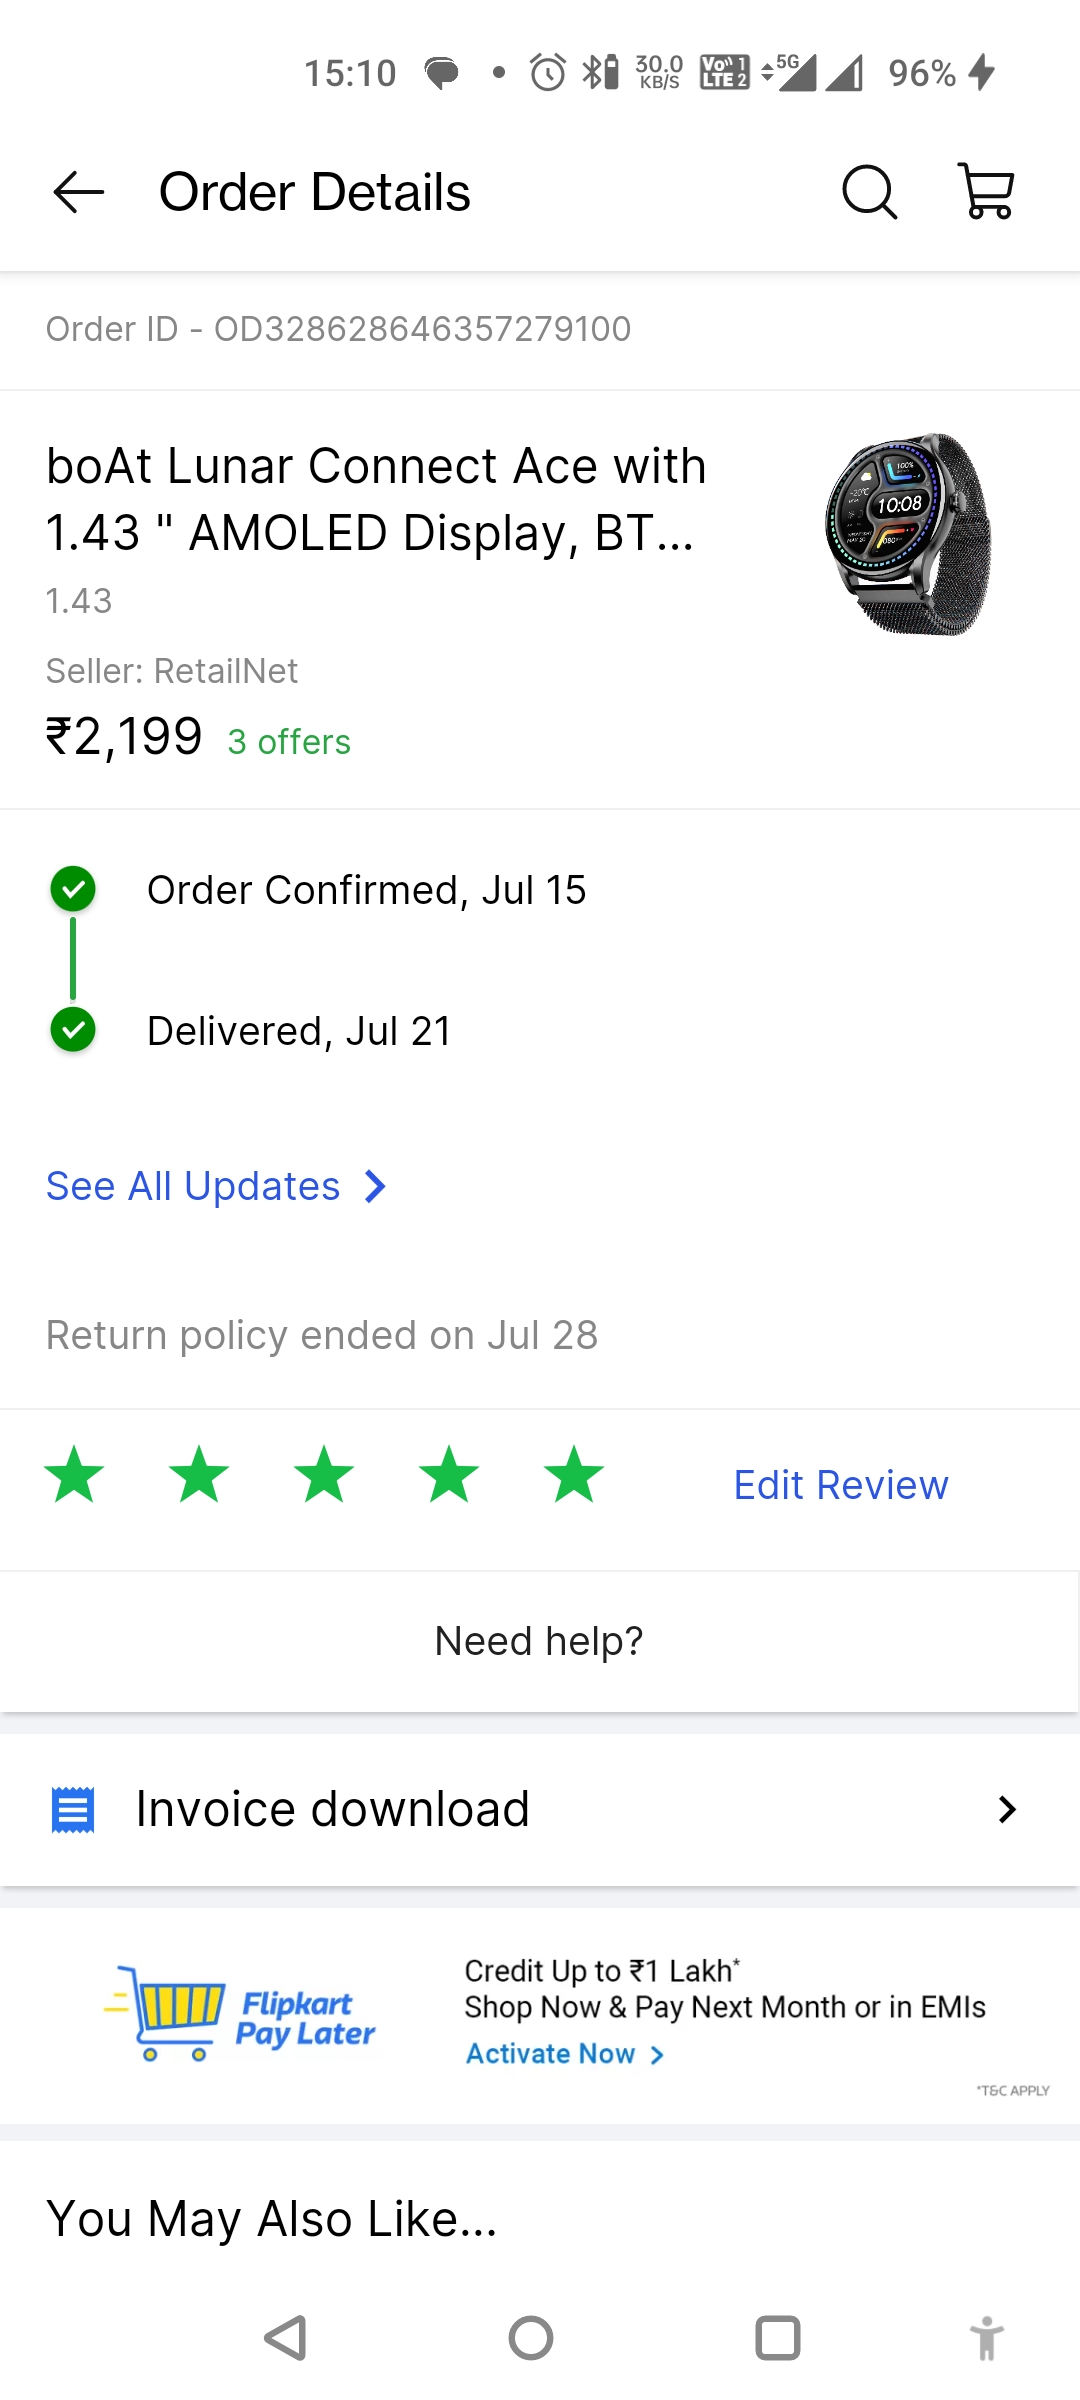 15:10 30.0 KB/S Vo 1 LTE 2 5G 96%
Order Details
Order ID - OD328628646357279100
boAt Lunar Connect Ace with
1.43 " AMOLED Display, BT...
1.43
Seller: RetailNet
₹2,199 3 offers
100%
10:08
Order Confirmed, Jul 15
Delivered, Jul 21
See All Updates
Return policy ended on Jul 28
Edit Review
Need help?
Invoice download
Flipkart
Pay Later
Credit Up to ₹1 Lakh*
Shop Now & Pay Next Month or in EMIs
Activate Now
*T&C APPLY
You May Also Like...